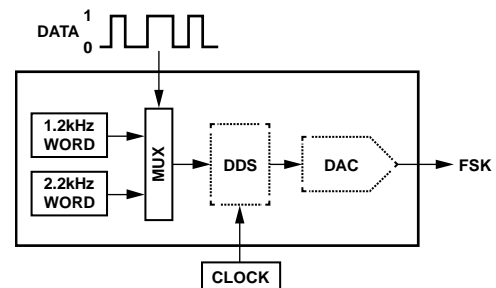 DATA
1
0
1.2kHz
WORD
2.2kHz
WORD
MUX
DDS
DAC
FSK
CLOCK